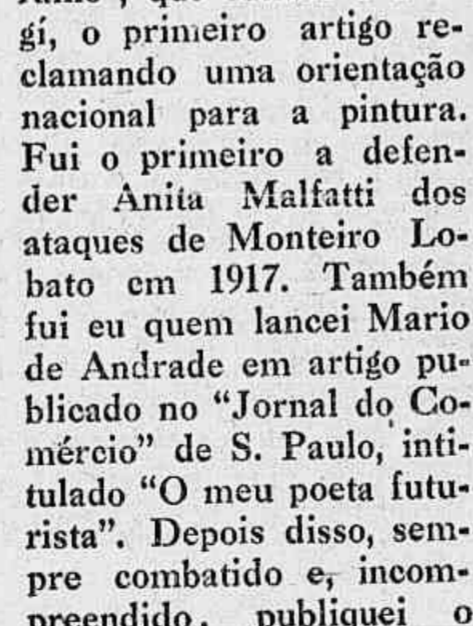 gí, o primeiro artigo re-
clamando uma orientação
nacional para a pintura.
Fui o primeiro a defen-
der Anita Malfatti dos
ataques de Monteiro Lo-
bato em 1917. Também
fui eu quem lancei Mario
de Andrade em artigo pu-
blicado no “Jornal do Co-
mércio” de S. Paulo, inti-
tulado “O meu poeta futu-
rista”. Depois disso, sem-
pre combatido e, incom-
preendido, publiquei o